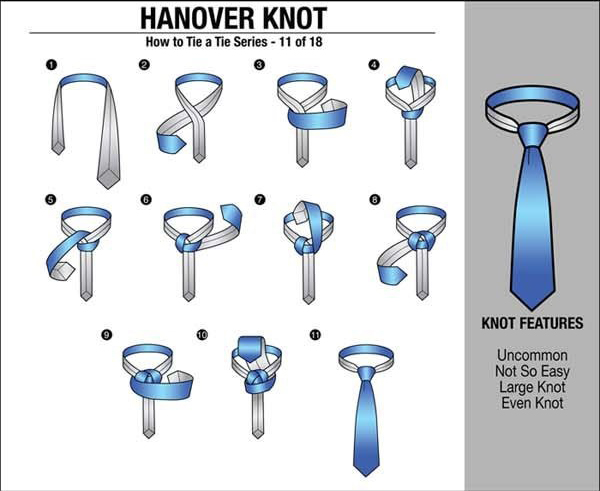 HANOVER KNOT
How to Tie a Tie Series - 11 of 18
1
2
3
4
5
6
7
8
9
10
11
KNOT FEATURES
Uncommon
Not So Easy
Large Knot
Even Knot